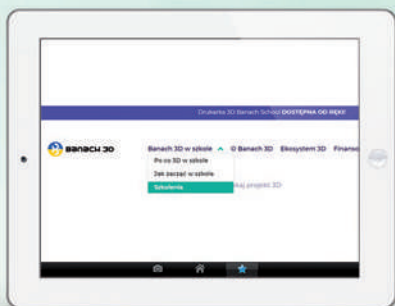 Drukarka 3D Banach School DOSTĘPNA OD RĘKI!
BANACH 3D
Banach 3D w szkole O Banach 3D Ekosystem 3D Finanso
Po co 3D w szkole
Jak zacząć w szkole
Szkolenia
kaj projekt 3D